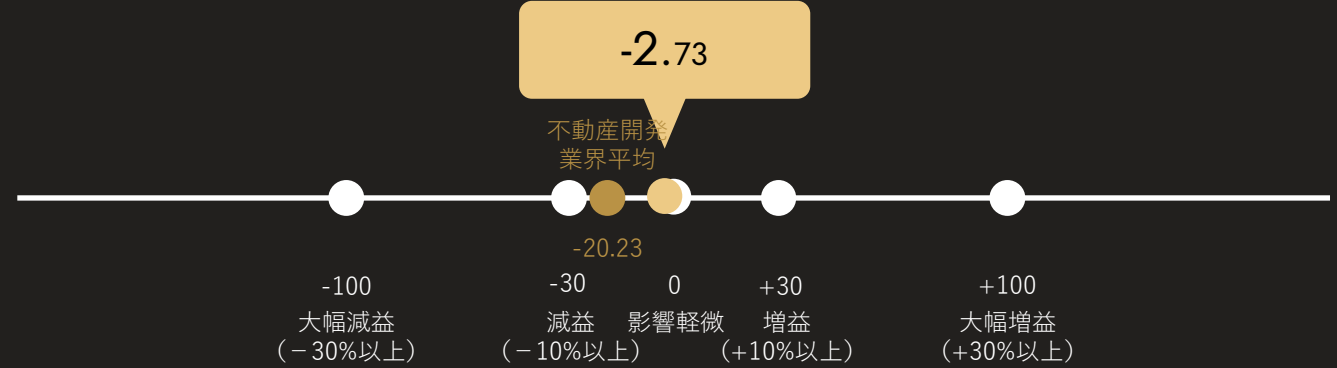 -2.73
不動産開発
業界平均
-20.23
-100 -30 0 +30 +100
大幅減益 減益 影響軽微 増益 大幅増益
（－30%以上） （－10%以上） （+10%以上） （+30%以上）